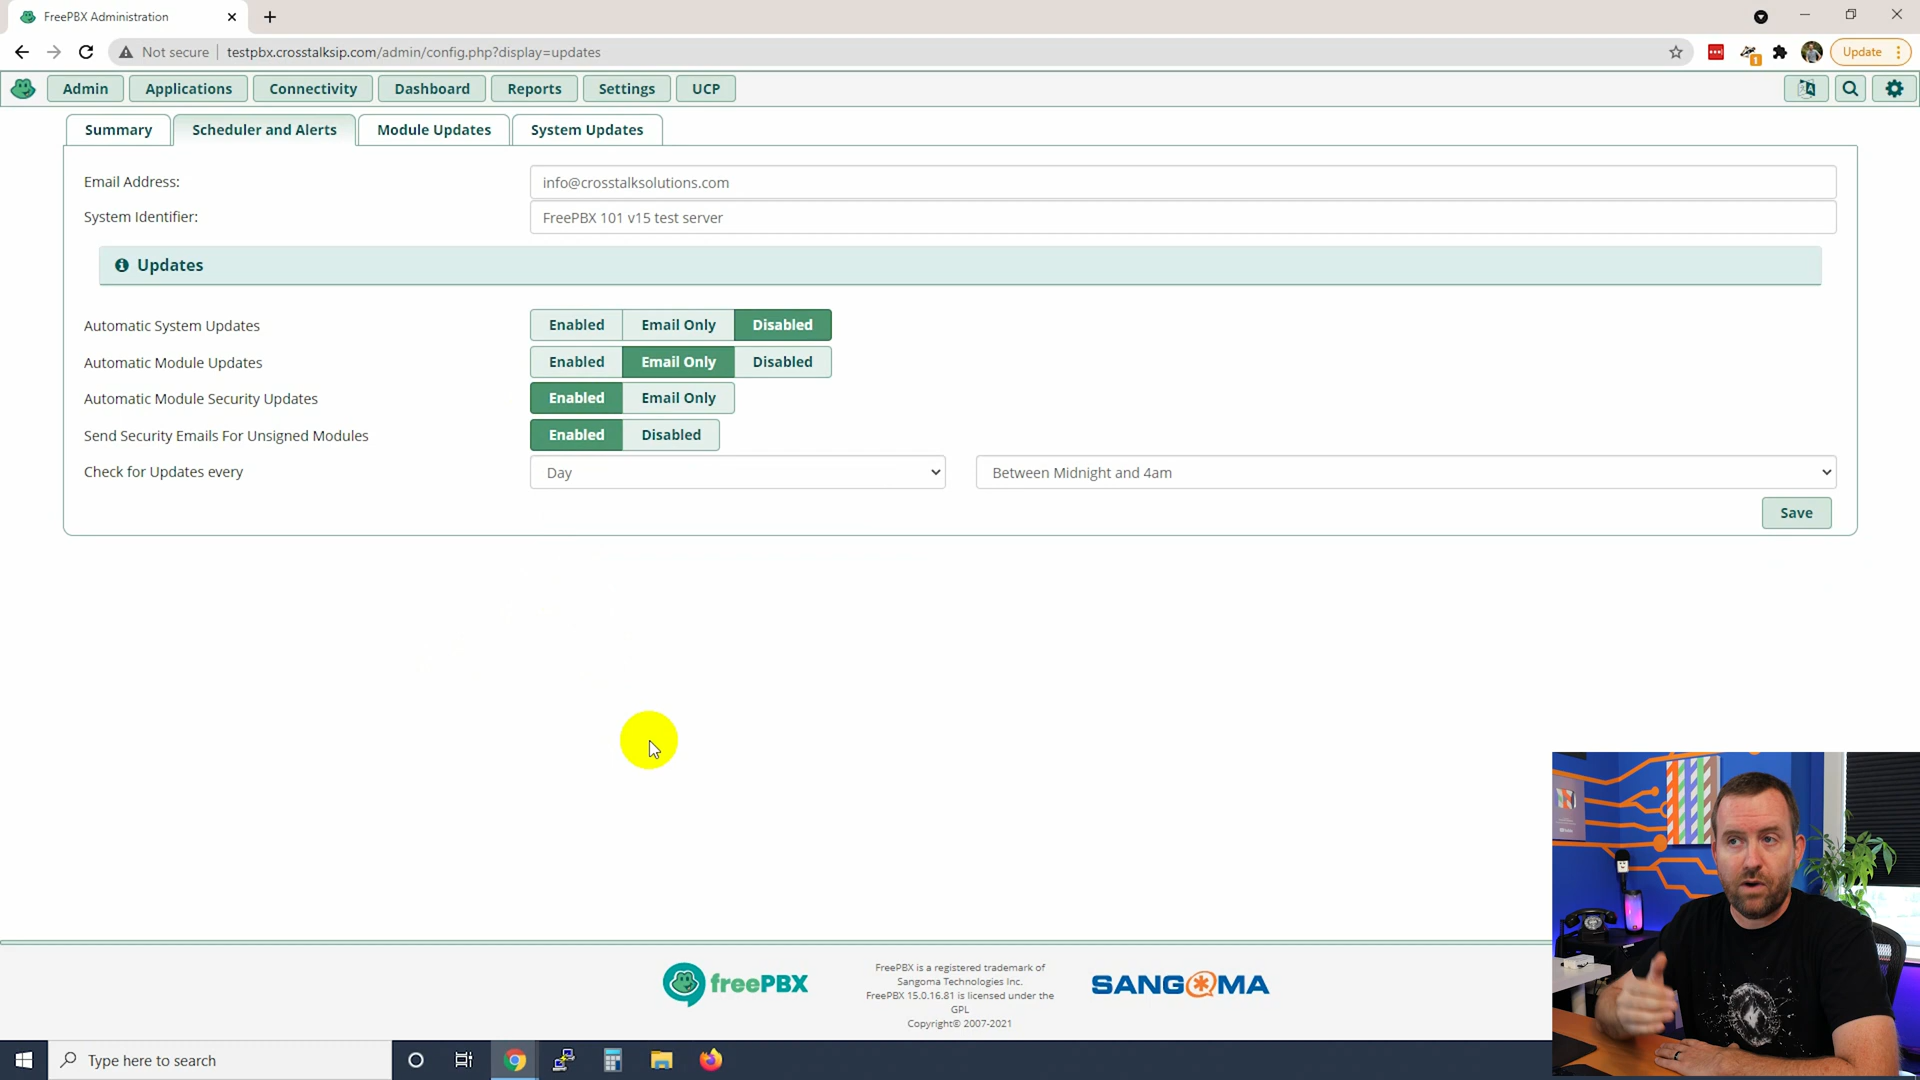 FreePBX Administration
Not secure
testpbx.crosstalksip.com/admin/config.php?display=updates
1
Update
Admin
Applications
Connectivity
Dashboard
Reports
Settings
UCP
Summary
Scheduler and Alerts
Module Updates
System Updates
Email Address:
info@crosstalksolutions.com
System Identifier:
FreePBX 101 v15 test server
Updates
Automatic System Updates
Enabled
Email Only
Disabled
Automatic Module Updates
Enabled
Email Only
Disabled
Automatic Module Security Updates
Enabled
Email Only
Send Security Emails For Unsigned Modules
Enabled
Disabled
Check for Updates every
Day
Between Midnight and 4am
Save
freePBX
FreePBX is a registered trademark of
Sangoma Technologies Inc.
FreePBX 15.0.16.81 is licensed under the
GPL
Copyright© 2007-2021
SANGOMA
Type here to search